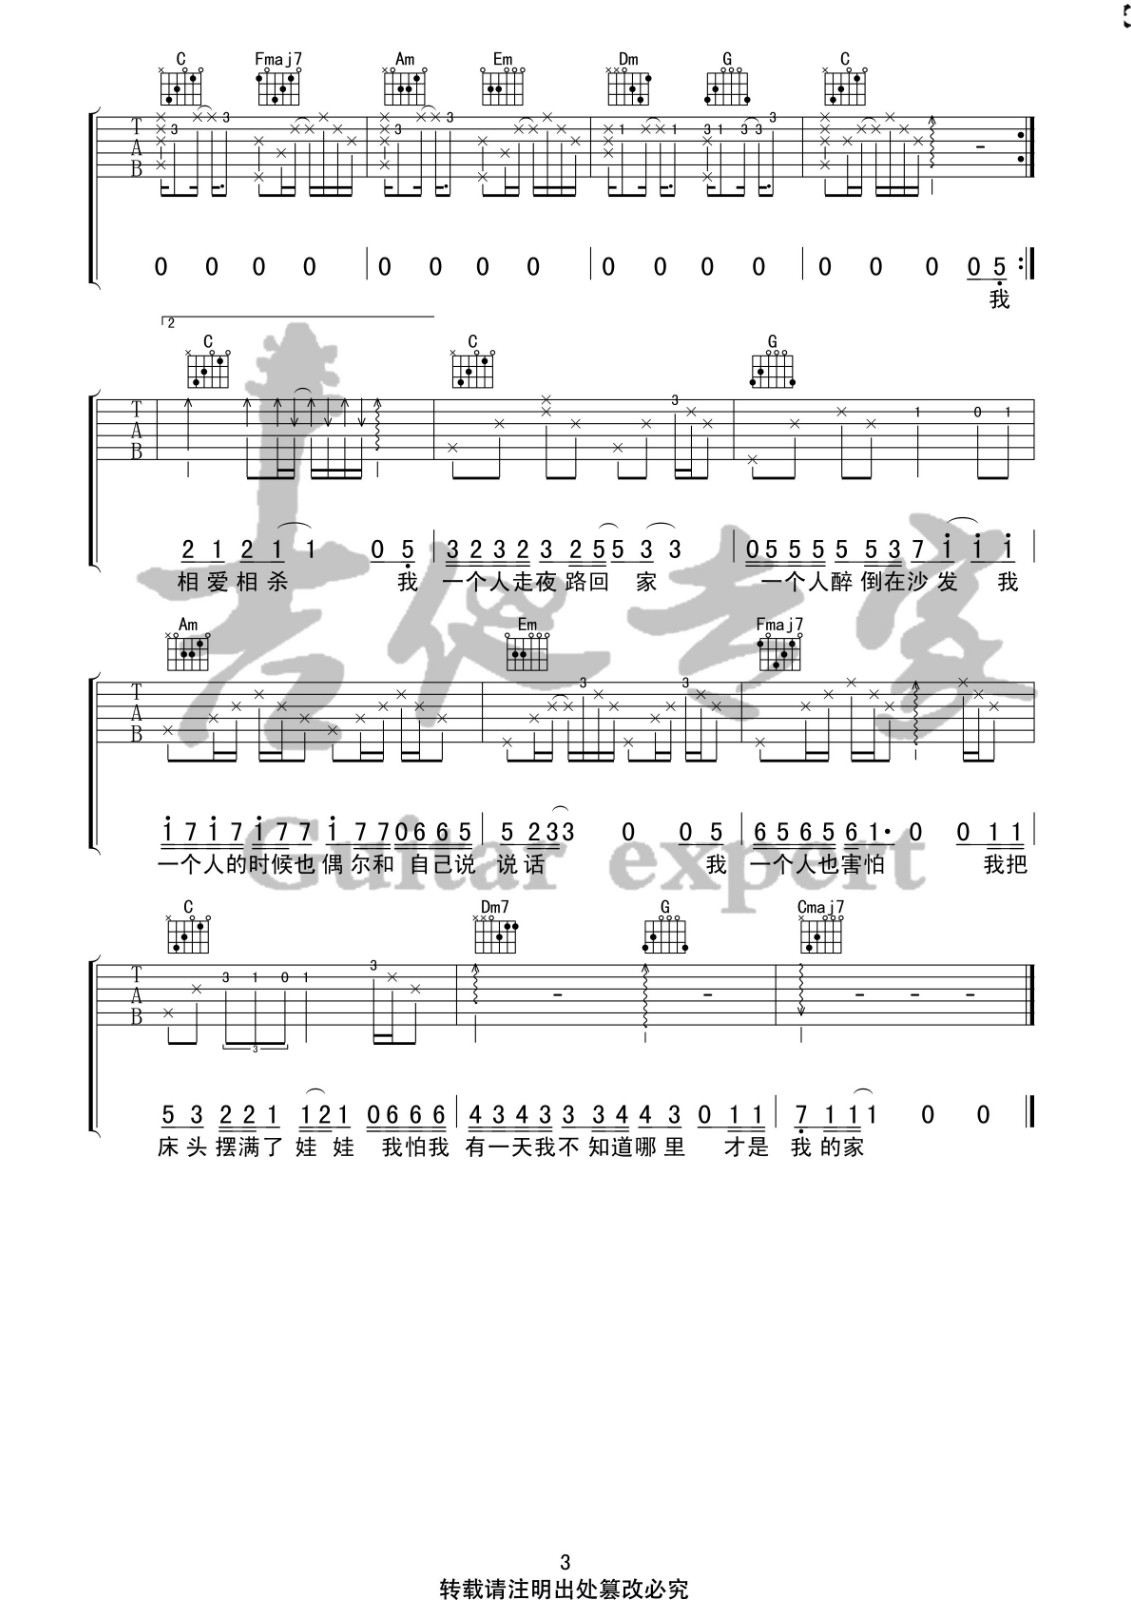 C Fmaj7 Am Em Dm G C
3 3 3 3 1 1 3 1 3 3 3
T
A
B
0 0 0 0 0 0 0 0 0 0 0 0 0 0 0 0 5
我
2
C C G
3 1 0 1
T
A
B
2 1 2 1 1 0 5 3 2 3 2 3 2 5 5 3 3 0 5 5 5 5 5 3 7 1 1 1
相爱相杀 我 一个人走夜路回 家 一个人醉倒在沙发 我
Am Em Fmaj7
3 3
T
A
B
1 7 1 7 1 7 7 1 7 7 0 6 6 5 5 2 3 3 0 0 5 6 5 6 5 6 1· 0 0 1 1
一个人的时候也偶尔和 自己说 说话 我 一个人也害怕 我把
吉他专家
Guitar expert
C Dm7 G Cmaj7
3 1 0 1 3 - - - - -
T
A
B
3
5 3 2 2 1 1 2 1 0 6 6 6 4 3 4 3 3 3 4 4 3 0 1 1 7 1 1 1 0 0
床头摆满了娃娃 我怕我 有一天我不知道哪里 才是 我的家
3
转载请注明出处篡改必究